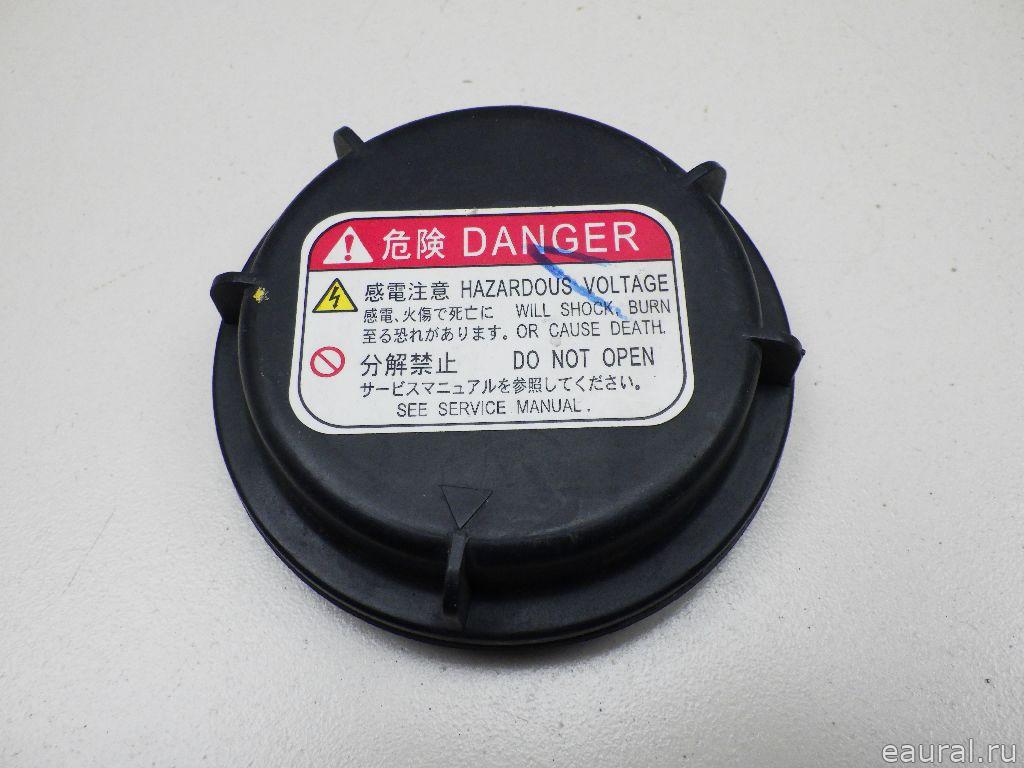 危険 DANGER
感電注意 HAZARDOUS VOLTAGE
感電、火傷で死亡に WILL SHOCK, BURN
至る恐れがあります。 OR CAUSE DEATH.
分解禁止 DO NOT OPEN
サービスマニュアルを参照してください。
SEE SERVICE MANUAL.
eaural.ru